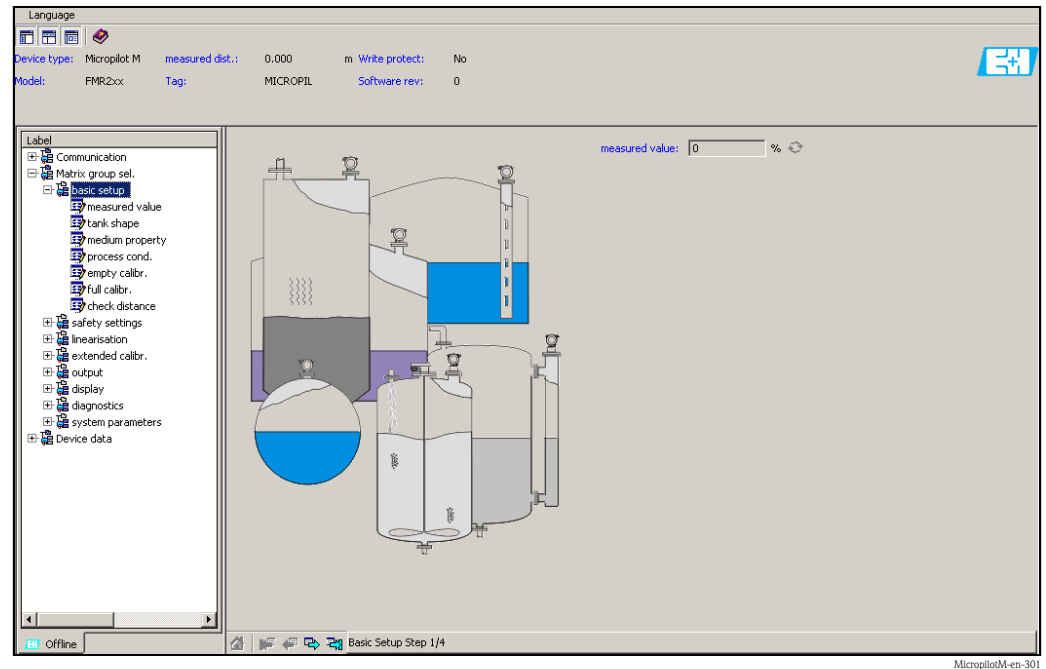 Language
Device type: Micropilot M measured dist.: 0.000 m Write protect: No
Model: FMR2xx Tag: MICROPIL Software rev: 0
E+H
Label
Communication
Matrix group sel.
basic setup
measured value
tank shape
medium property
process cond.
empty calibr.
full calibr.
check distance
safety settings
linearisation
extended calibr.
output
display
diagnostics
system parameters
Device data
measured value: 0 %
Offline
Basic Setup Step 1/4
MicropilotM-en-301